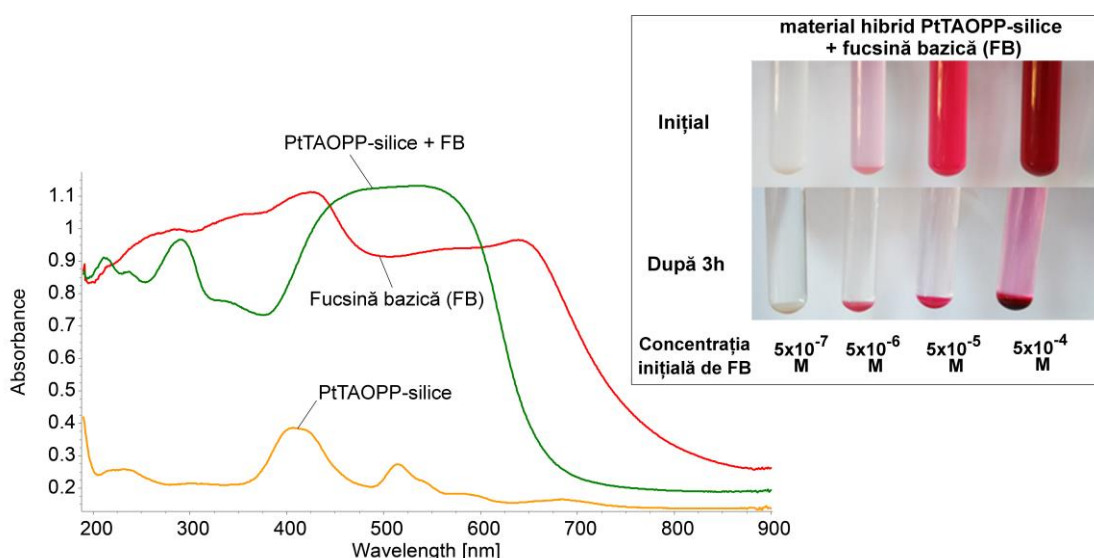 material hibrid PtTAOPP-silice
+ fucsină bazică (FB)
Inițial
După 3h
Concentrația
inițială de FB
5x10⁻⁷
M
5x10⁻⁶
M
5x10⁻⁵
M
5x10⁻⁴
M
PtTAOPP-silice + FB
Fucsină bazică (FB)
PtTAOPP-silice
Absorbance
1.1
1
0.9
0.8
0.7
0.6
0.5
0.4
0.3
0.2
200 300 400 500 600 700 800 900
Wavelength [nm]